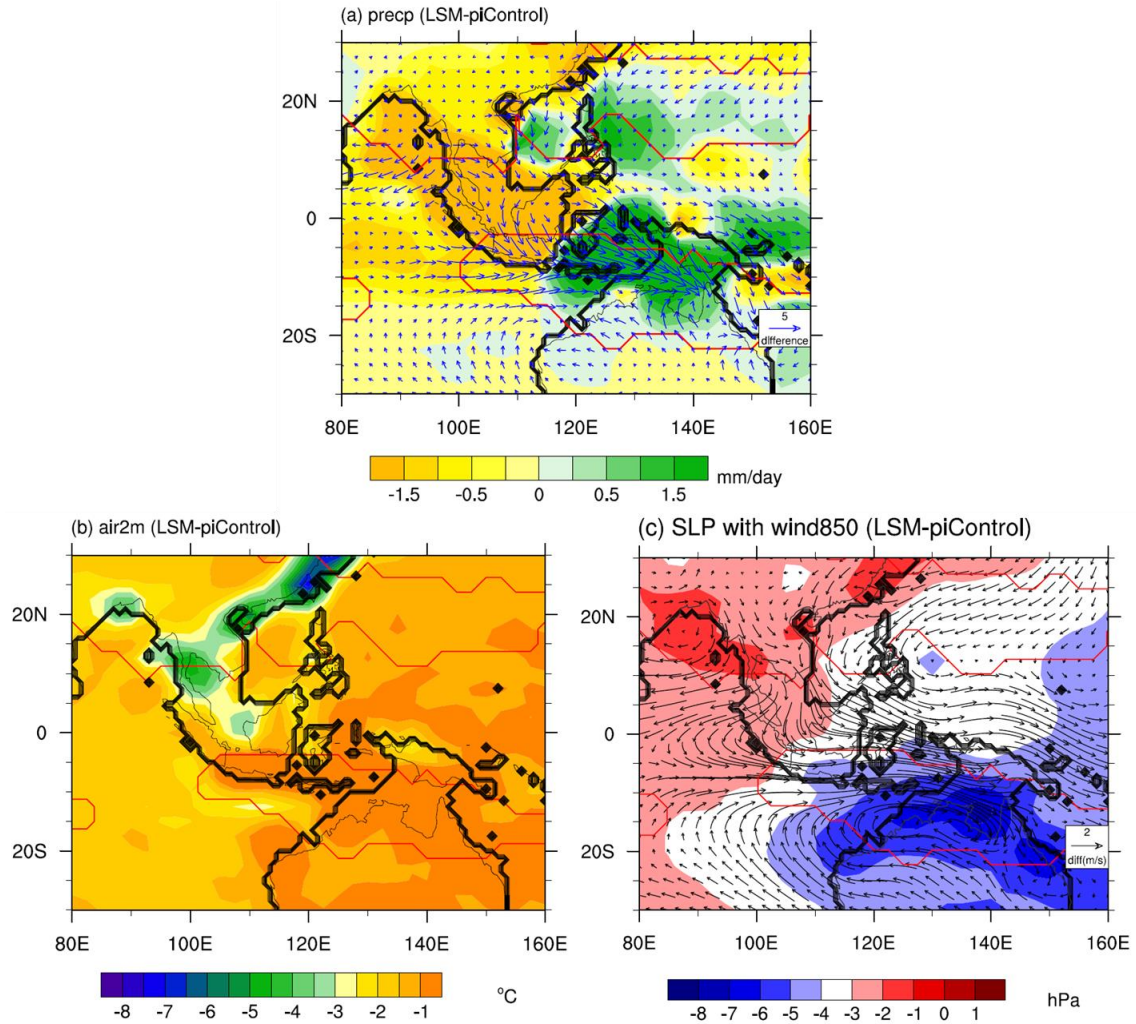 (a) precp (LSM-piControl)
20N
0
20S
5
difference
80E 100E 120E 140E 160E
-1.5 -0.5 0 0.5 1.5 mm/day
(b) air2m (LSM-piControl)
20N
0
20S
80E 100E 120E 140E 160E
-8 -7 -6 -5 -4 -3 -2 -1 °C
(c) SLP with wind850 (LSM-piControl)
20N
0
20S
2
diff(m/s)
80E 100E 120E 140E 160E
-8 -7 -6 -5 -4 -3 -2 -1 0 1 hPa